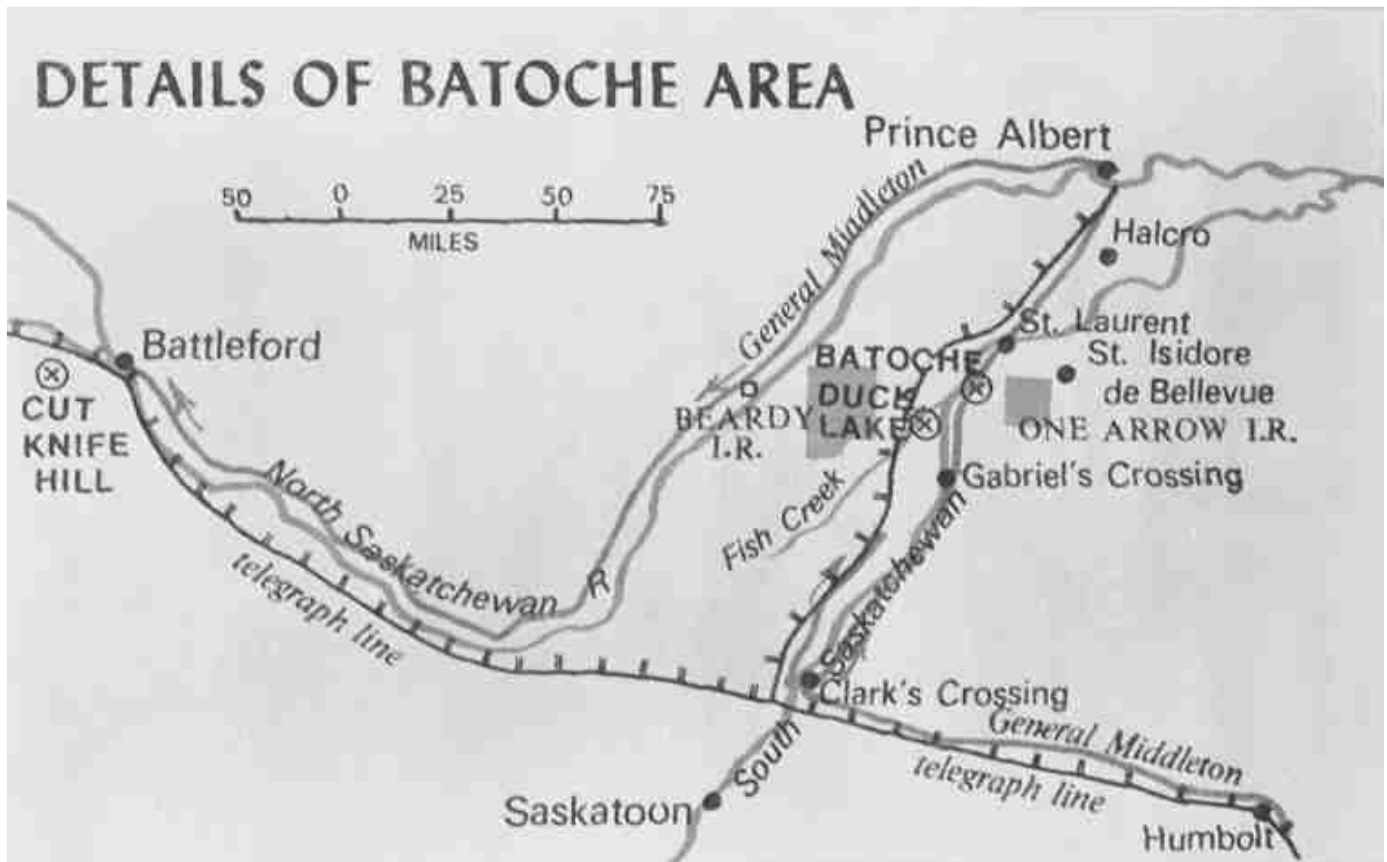 DETAILS OF BATOCHE AREA
Prince Albert
50 0 25 50 75
MILES
General Middleton
Halcro
St. Laurent
Battleford
BATOCHE
St. Isidore
de Bellevue
DUCK
LAKE
CUT
KNIFE
HILL
BEARDY
I.R.
ONE ARROW I.R.
Gabriel's Crossing
North Saskatchewan R
Fish Creek
telegraph line
South Saskatchewan
Clark's Crossing
General Middleton
telegraph line
Saskatoon
Humbolt